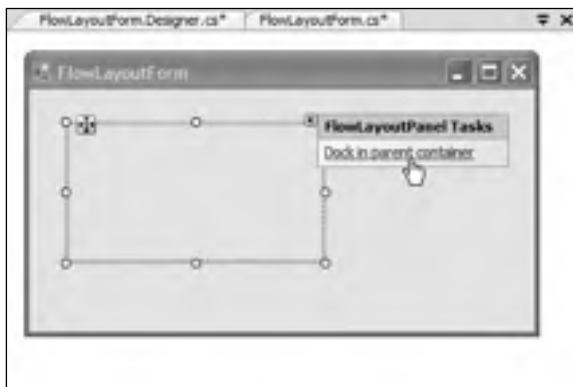 FlowLayoutForm.Designer.cs* FlowLayoutForm.cs*
FlowLayoutForm
FlowLayoutPanel Tasks
Dock in parent container